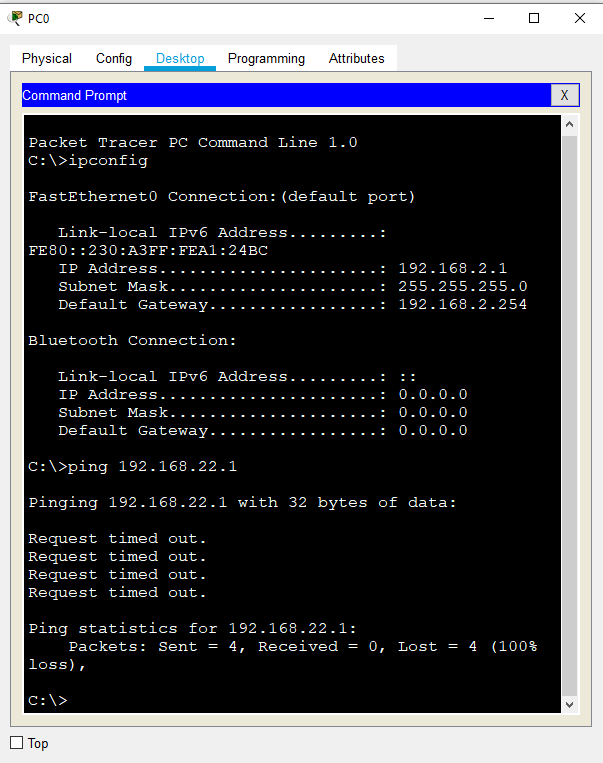 PC0
Physical Config Desktop Programming Attributes
Command Prompt X
Packet Tracer PC Command Line 1.0
C:\>ipconfig
FastEthernet0 Connection:(default port)
Link-local IPv6 Address.........:
FE80::230:A3FF:FEA1:24BC
IP Address......................: 192.168.2.1
Subnet Mask.....................: 255.255.255.0
Default Gateway.................: 192.168.2.254
Bluetooth Connection:
Link-local IPv6 Address.........: ::
IP Address......................: 0.0.0.0
Subnet Mask.....................: 0.0.0.0
Default Gateway.................: 0.0.0.0
C:\>ping 192.168.22.1
Pinging 192.168.22.1 with 32 bytes of data:
Request timed out.
Request timed out.
Request timed out.
Request timed out.
Ping statistics for 192.168.22.1:
Packets: Sent = 4, Received = 0, Lost = 4 (100%
loss),
C:\>
Top